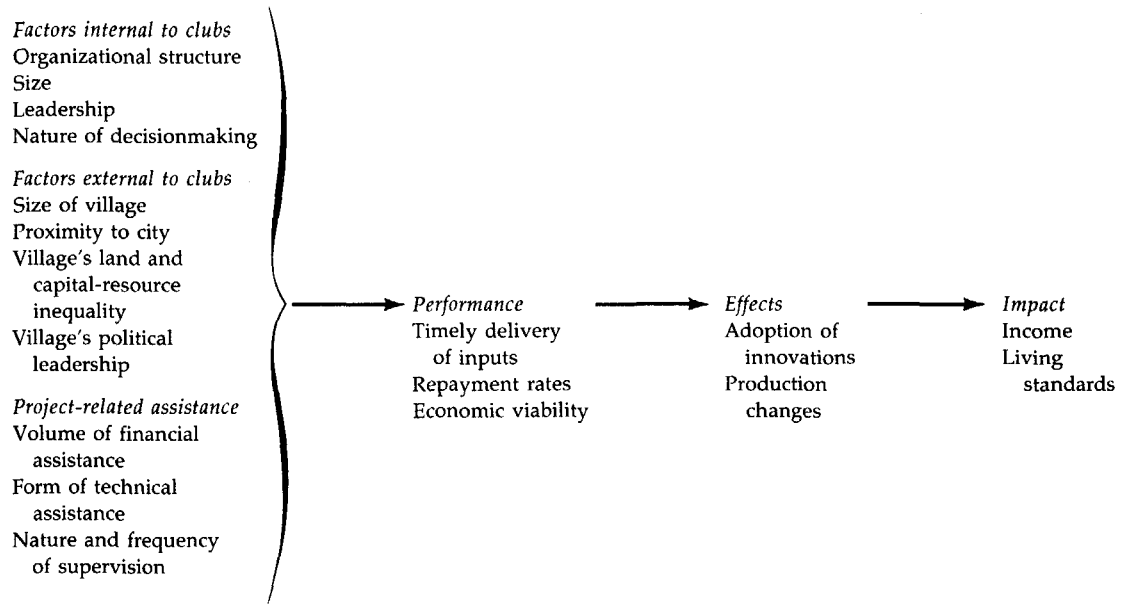 Factors internal to clubs
Organizational structure
Size
Leadership
Nature of decisionmaking
Factors external to clubs
Size of village
Proximity to city
Village's land and
capital-resource
inequality
Village's political
leadership
Project-related assistance
Volume of financial
assistance
Form of technical
assistance
Nature and frequency
of supervision
Performance
Timely delivery
of inputs
Repayment rates
Economic viability
Effects
Adoption of
innovations
Production
changes
Impact
Income
Living
standards